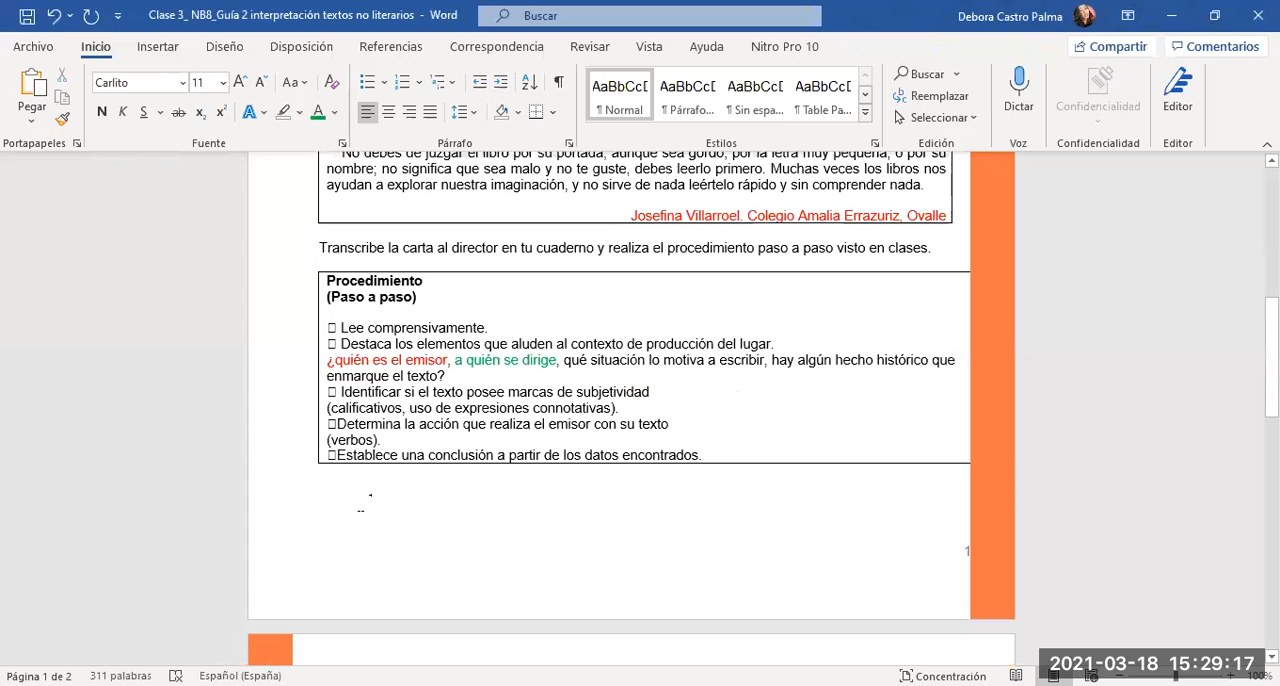 Clase 3_ NB8_Guía 2 interpretación textos no literarios - Word
Buscar
Debora Castro Palma
Archivo Inicio Insertar Diseño Disposición Referencias Correspondencia Revisar Vista Ayuda Nitro Pro 10 Compartir Comentarios
Pegar
Carlito 11
Aa
N K S ab x₂ x² A A
AaBbCcD AaBbCcD AaBbCcD AaBbCcD
¶ Normal ¶ Párrafo... ¶ Sin espa... ¶ Table Pa...
Buscar
Reemplazar
Seleccionar
Dictar
Confidencialidad
Editor
Portapapeles Fuente Párrafo Estilos Edición Voz Confidencialidad Editor
No debes de juzgar el libro por su portada, aunque sea gordo, por la letra muy pequeña, o por su
nombre; no significa que sea malo y no te guste, debes leerlo primero. Muchas veces los libros nos
ayudan a explorar nuestra imaginación, y no sirve de nada leértelo rápido y sin comprender nada.
Josefina Villarroel. Colegio Amalia Errazuriz, Ovalle
Transcribe la carta al director en tu cuaderno y realiza el procedimiento paso a paso visto en clases.
Procedimiento
(Paso a paso)
Lee comprensivamente.
Destaca los elementos que aluden al contexto de producción del lugar.
¿quién es el emisor, a quién se dirige, qué situación lo motiva a escribir, hay algún hecho histórico que
enmarque el texto?
Identificar si el texto posee marcas de subjetividad
(calificativos, uso de expresiones connotativas).
Determina la acción que realiza el emisor con su texto
(verbos).
Establece una conclusión a partir de los datos encontrados.
1
2021-03-18 15:29:17
Página 1 de 2 311 palabras Español (España) Concentración 100%